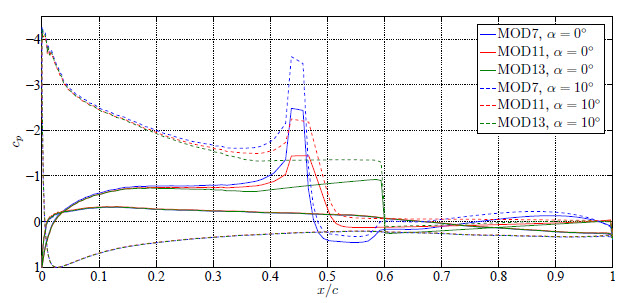 MOD7, α = 0°
MOD11, α = 0°
MOD13, α = 0°
MOD7, α = 10°
MOD11, α = 10°
MOD13, α = 10°
−4
−3
−2
−1
0
1
c_p
0 0.1 0.2 0.3 0.4 0.5 0.6 0.7 0.8 0.9 1
x/c